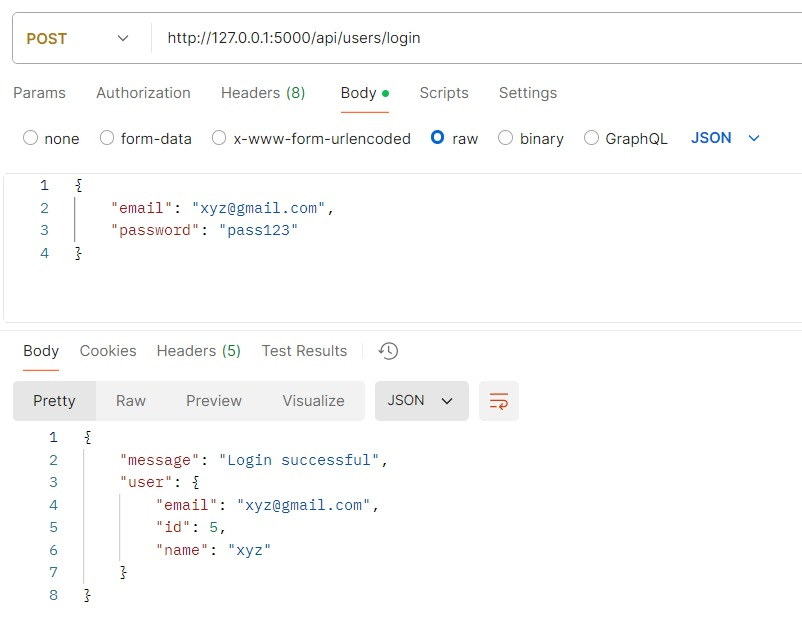 POST http://127.0.0.1:5000/api/users/login
Params Authorization Headers (8) Body Scripts Settings
none form-data x-www-form-urlencoded raw binary GraphQL JSON
1 {
2 "email": "xyz@gmail.com",
3 "password": "pass123"
4 }
Body Cookies Headers (5) Test Results
Pretty Raw Preview Visualize JSON
1 {
2 "message": "Login successful",
3 "user": {
4 "email": "xyz@gmail.com",
5 "id": 5,
6 "name": "xyz"
7 }
8 }